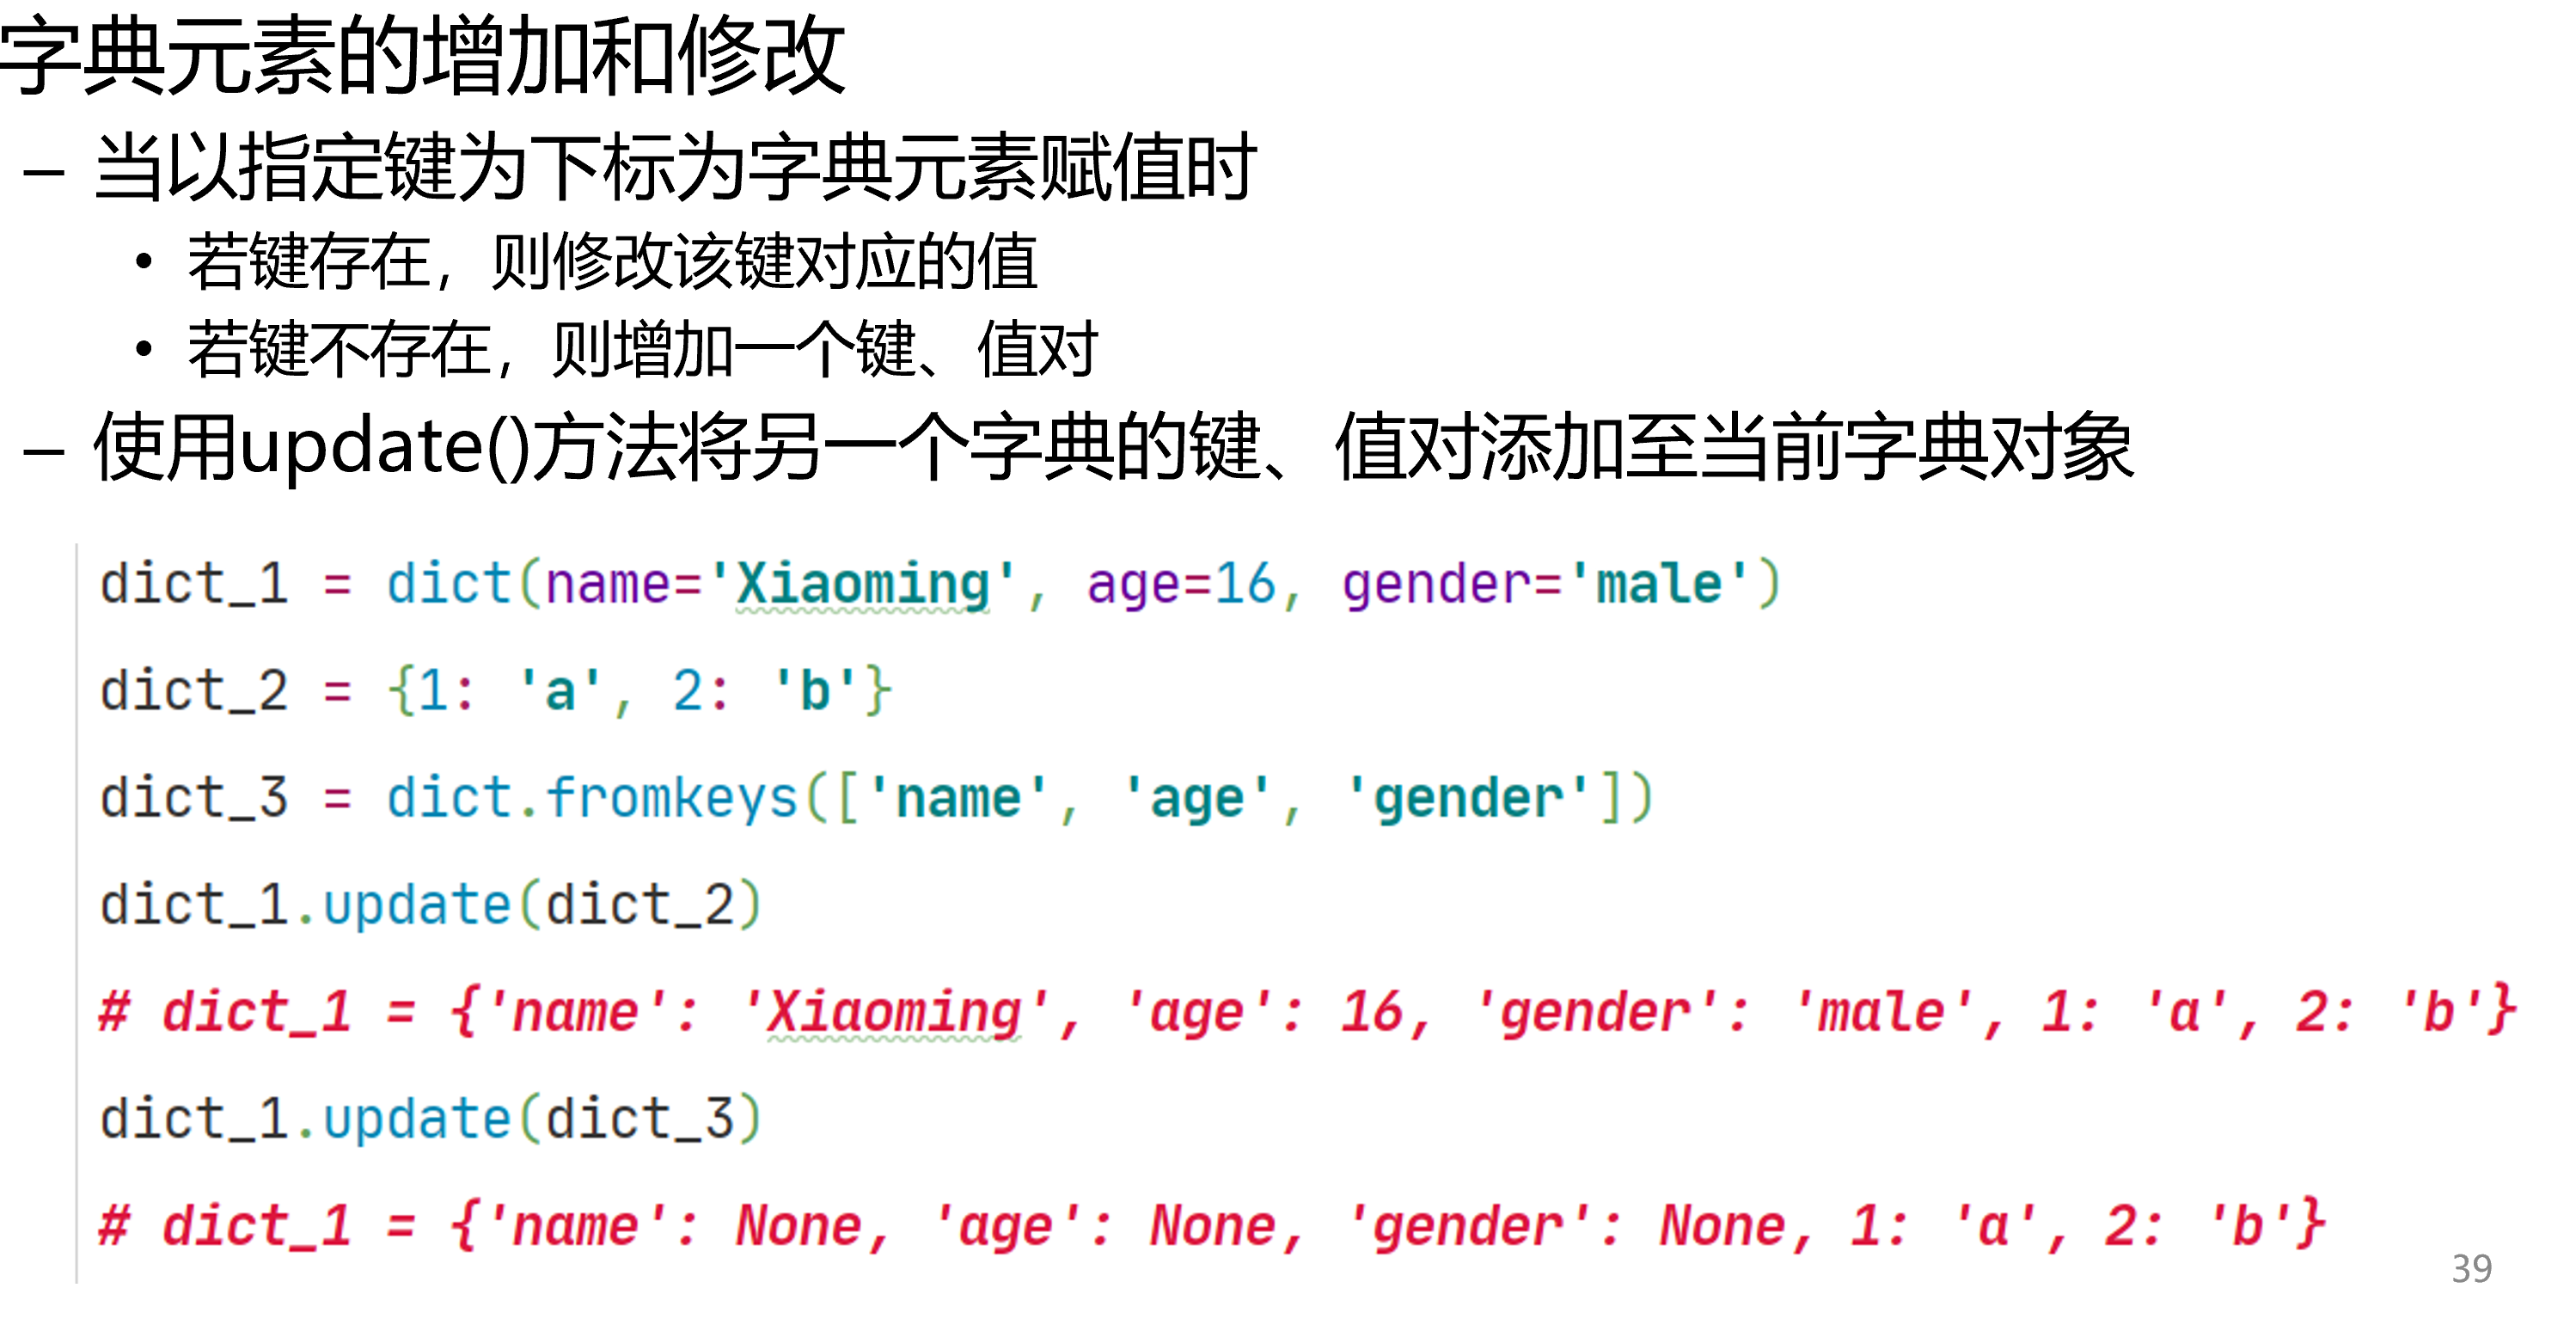 字典元素的增加和修改
– 当以指定键为下标为字典元素赋值时
• 若键存在，则修改该键对应的值
• 若键不存在，则增加一个键、值对
– 使用update()方法将另一个字典的键、值对添加至当前字典对象
dict_1 = dict(name='Xiaoming', age=16, gender='male')
dict_2 = {1: 'a', 2: 'b'}
dict_3 = dict.fromkeys(['name', 'age', 'gender'])
dict_1.update(dict_2)
# dict_1 = {'name': 'Xiaoming', 'age': 16, 'gender': 'male', 1: 'a', 2: 'b'}
dict_1.update(dict_3)
# dict_1 = {'name': None, 'age': None, 'gender': None, 1: 'a', 2: 'b'}
39